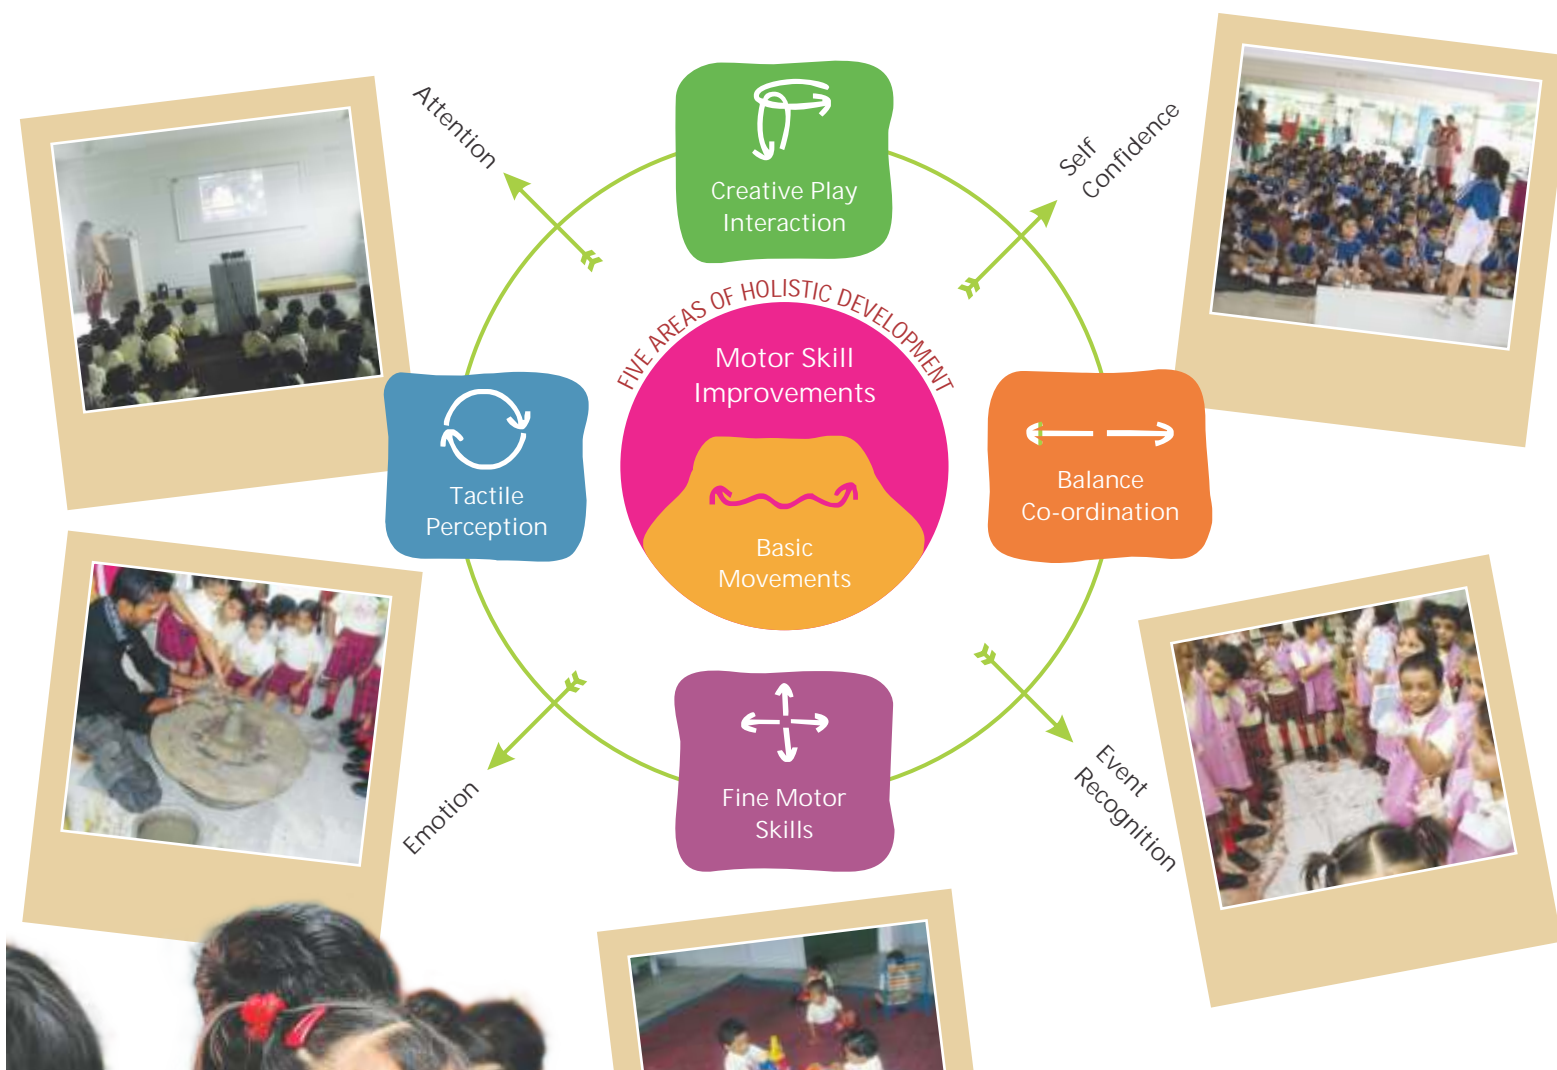 Attention
Creative Play
Interaction
Self
Confidence
FIVE AREAS OF HOLISTIC DEVELOPMENT
Motor Skill
Improvements
Tactile
Perception
Balance
Co-ordination
Basic
Movements
Emotion
Fine Motor
Skills
Event
Recognition